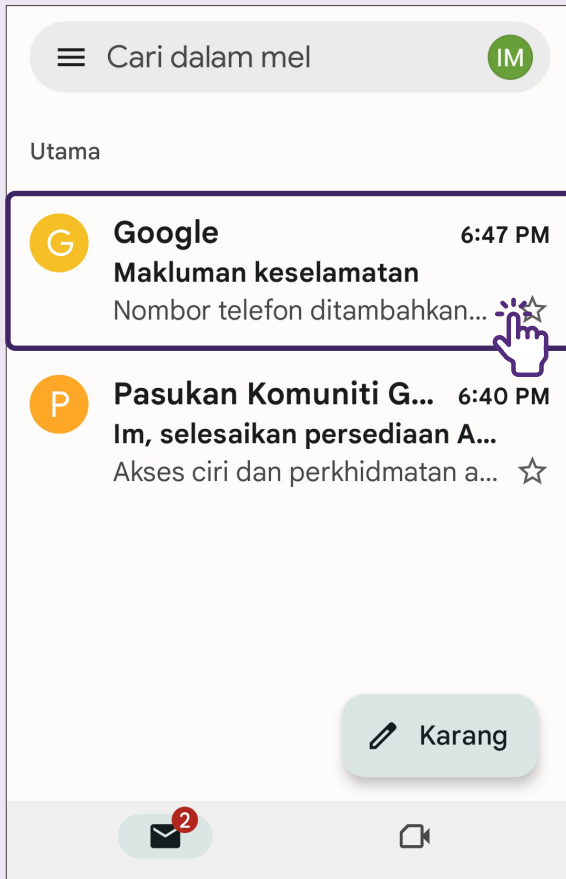 Cari dalam mel
IM
Utama
G
Google 6:47 PM
Makluman keselamatan
Nombor telefon ditambahkan...
P
Pasukan Komuniti G... 6:40 PM
Im, selesaikan persediaan A...
Akses ciri dan perkhidmatan a...
Karang
2